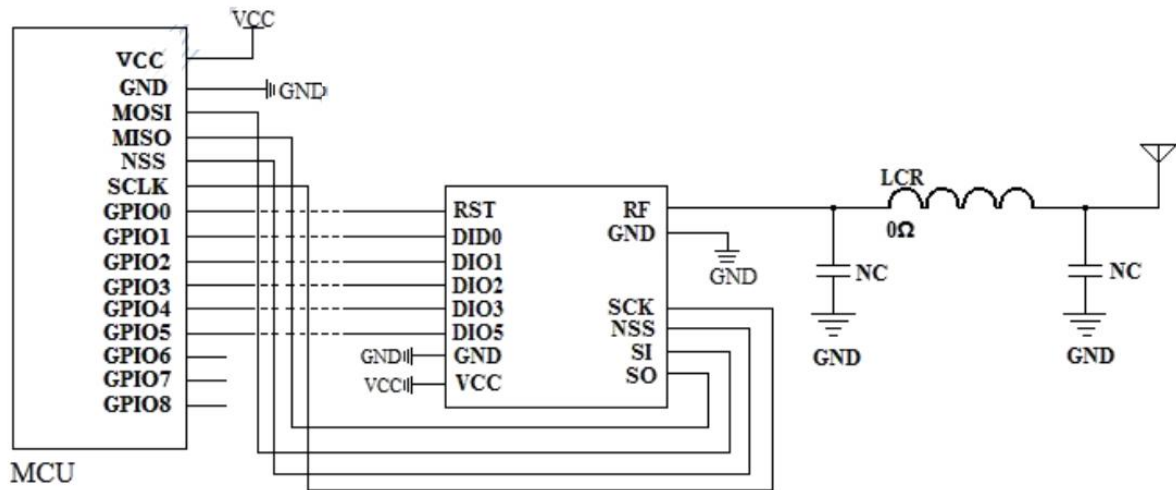 VCC
VCC
GND
GND
MOSI
MISO
NSS
SCLK
GPIO0
GPIO1
GPIO2
GPIO3
GPIO4
GPIO5
GPIO6
GPIO7
GPIO8
MCU
RST
DID0
DIO1
DIO2
DIO3
DIO5
GND
GND
VCC
VCC
RF
GND
GND
SCK
NSS
SI
SO
LCR
0Ω
NC
GND
NC
GND